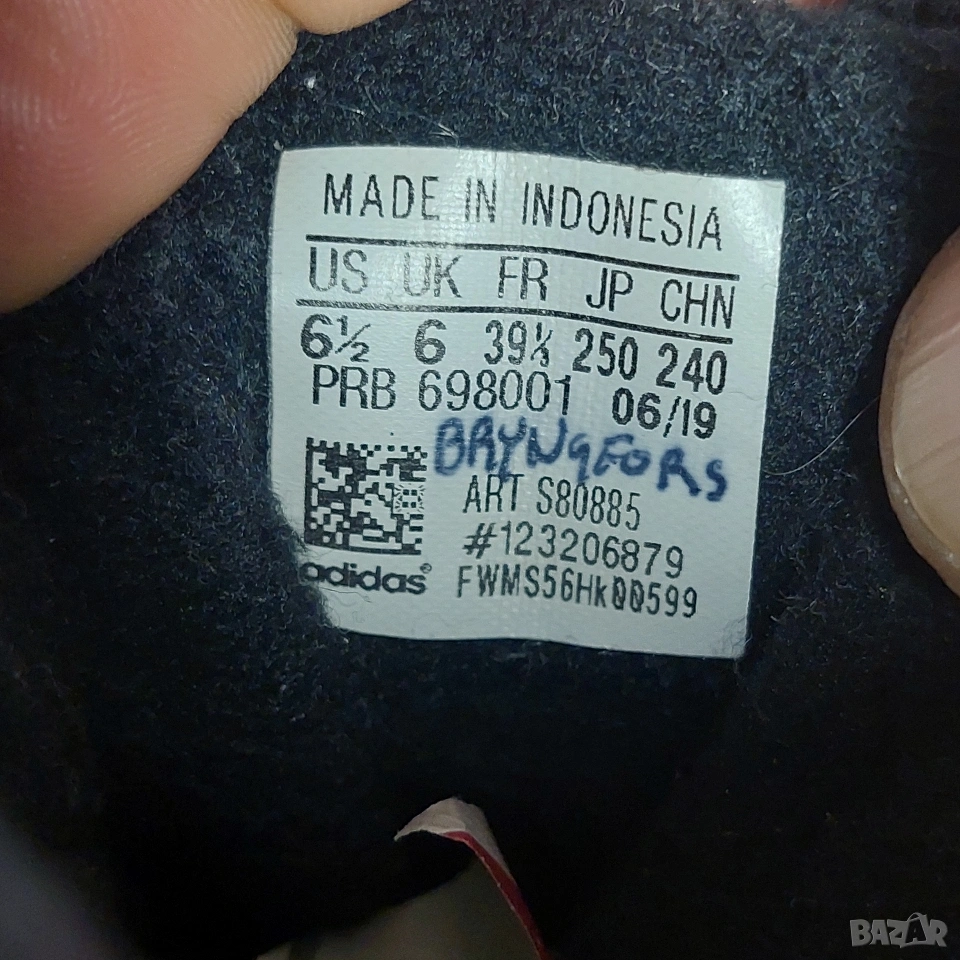 MADE IN INDONESIA
US UK FR JP CHN
6½ 6 39⅓ 250 240
PRB 698001 06/19
BRYNGFORS
ART S80885
#123206879
adidas® FWMS56Hk00599
BAZAR